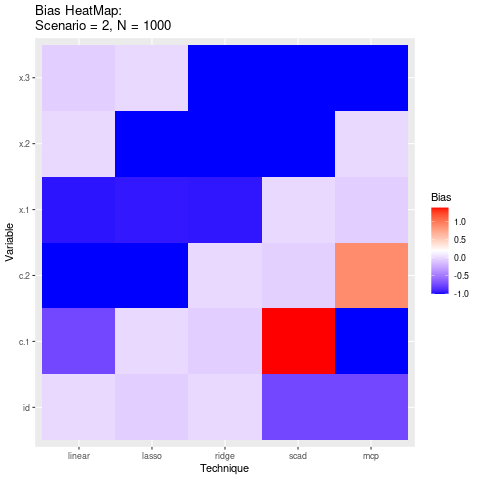 Bias HeatMap:
Scenario = 2, N = 1000
Variable
x.3
x.2
x.1
c.2
c.1
id
linear lasso ridge scad mcp
Technique
Bias
1.0
0.5
0.0
-0.5
-1.0